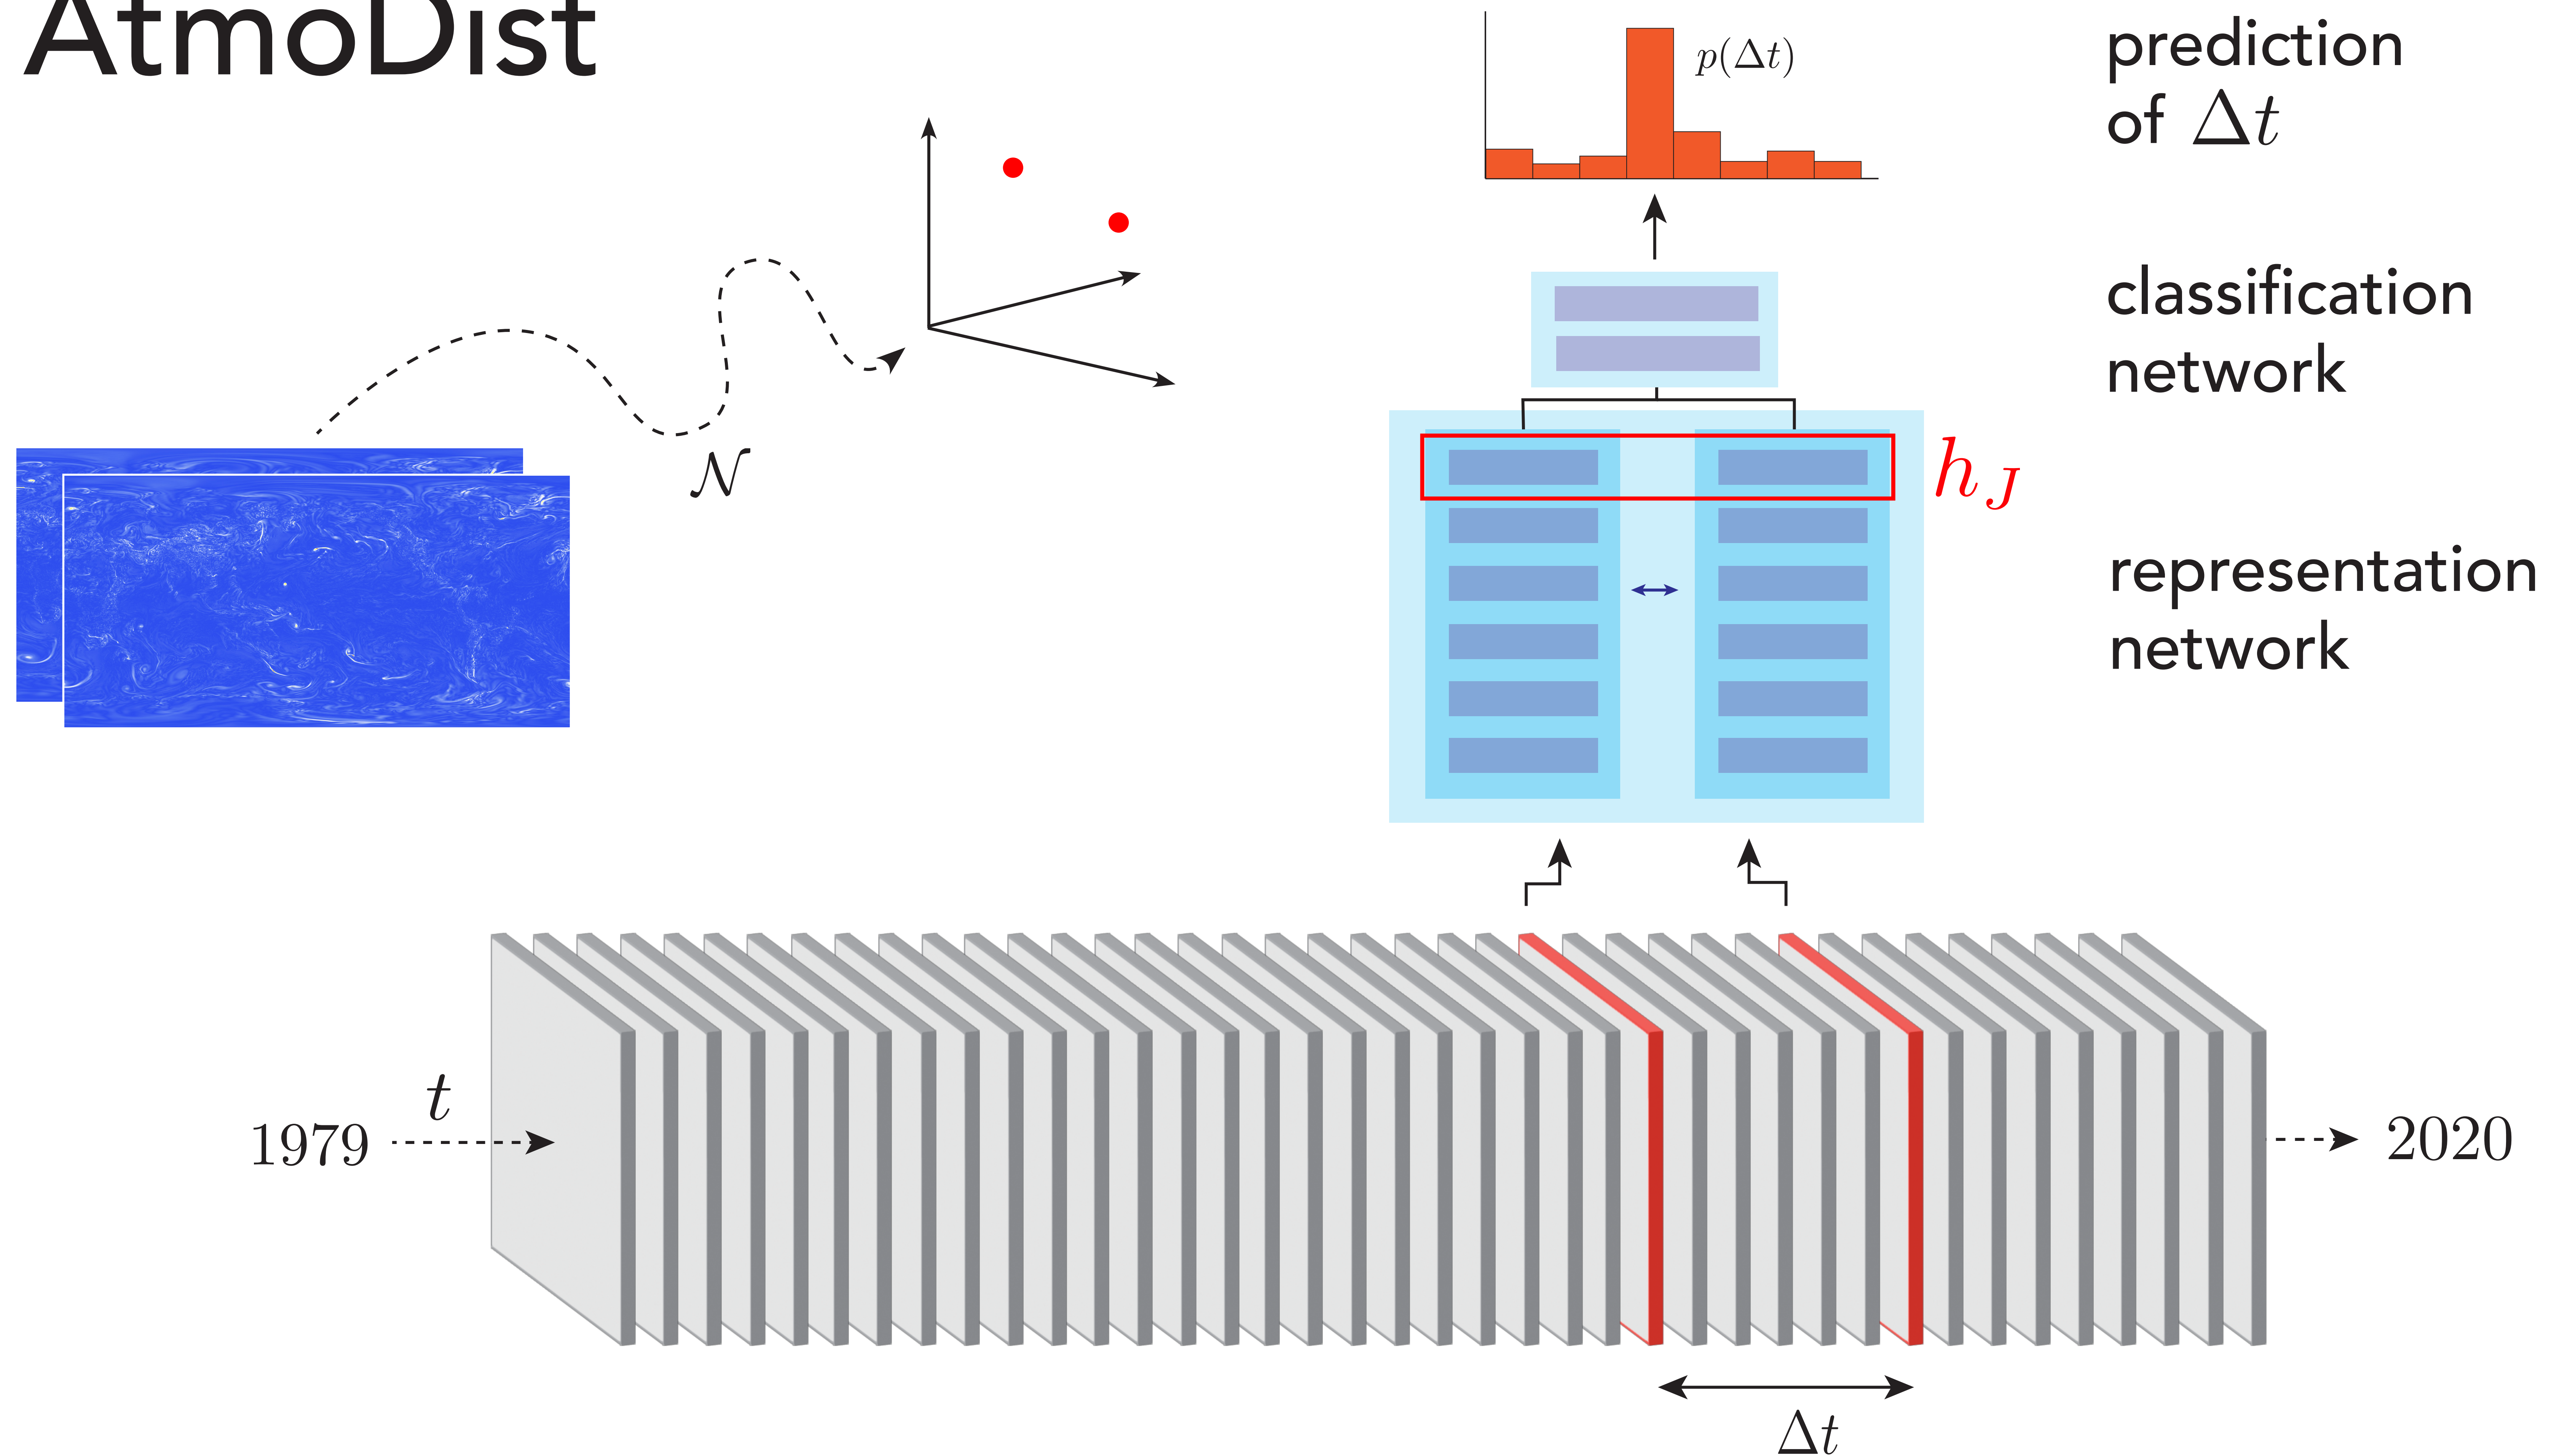 AtmoDist
p(Δt)
prediction
of Δt
classification
network
𝒩
h_J
representation
network
1979
t
2020
Δt